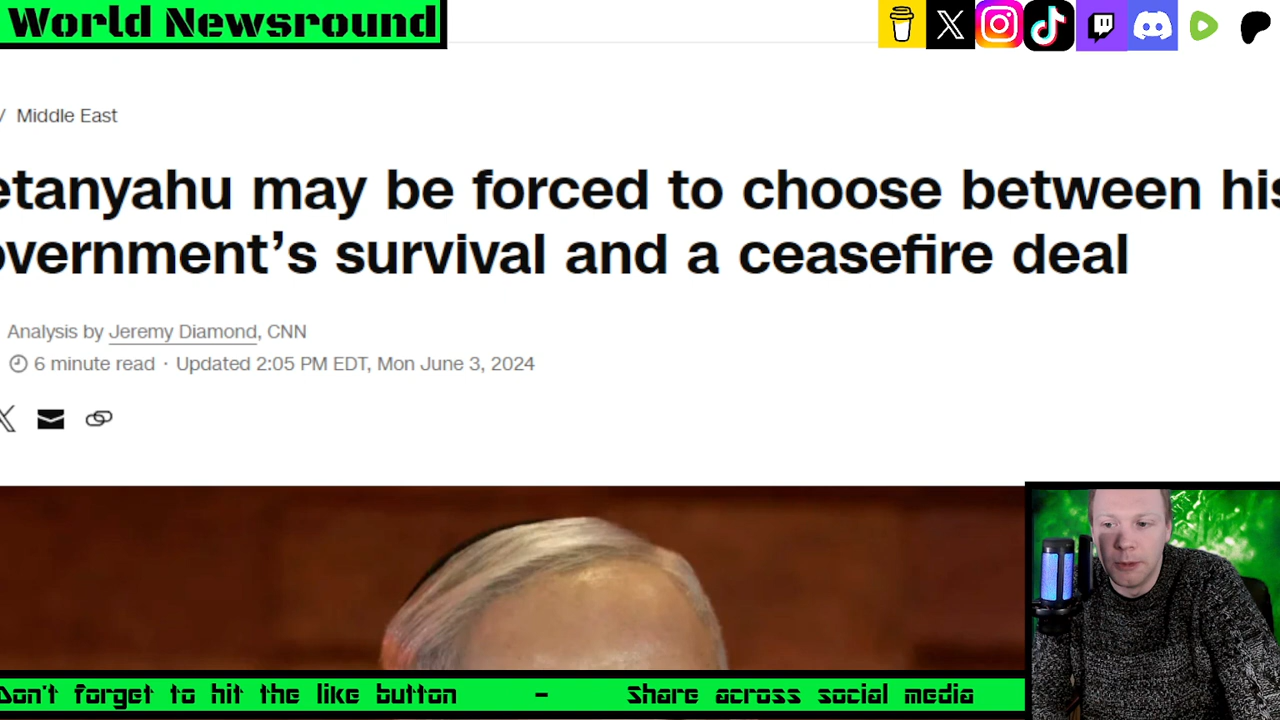 World Newsround
/ Middle East
etanyahu may be forced to choose between his
overnment’s survival and a ceasefire deal
Analysis by Jeremy Diamond, CNN
6 minute read · Updated 2:05 PM EDT, Mon June 3, 2024
Don't forget to hit the like button - Share across social media